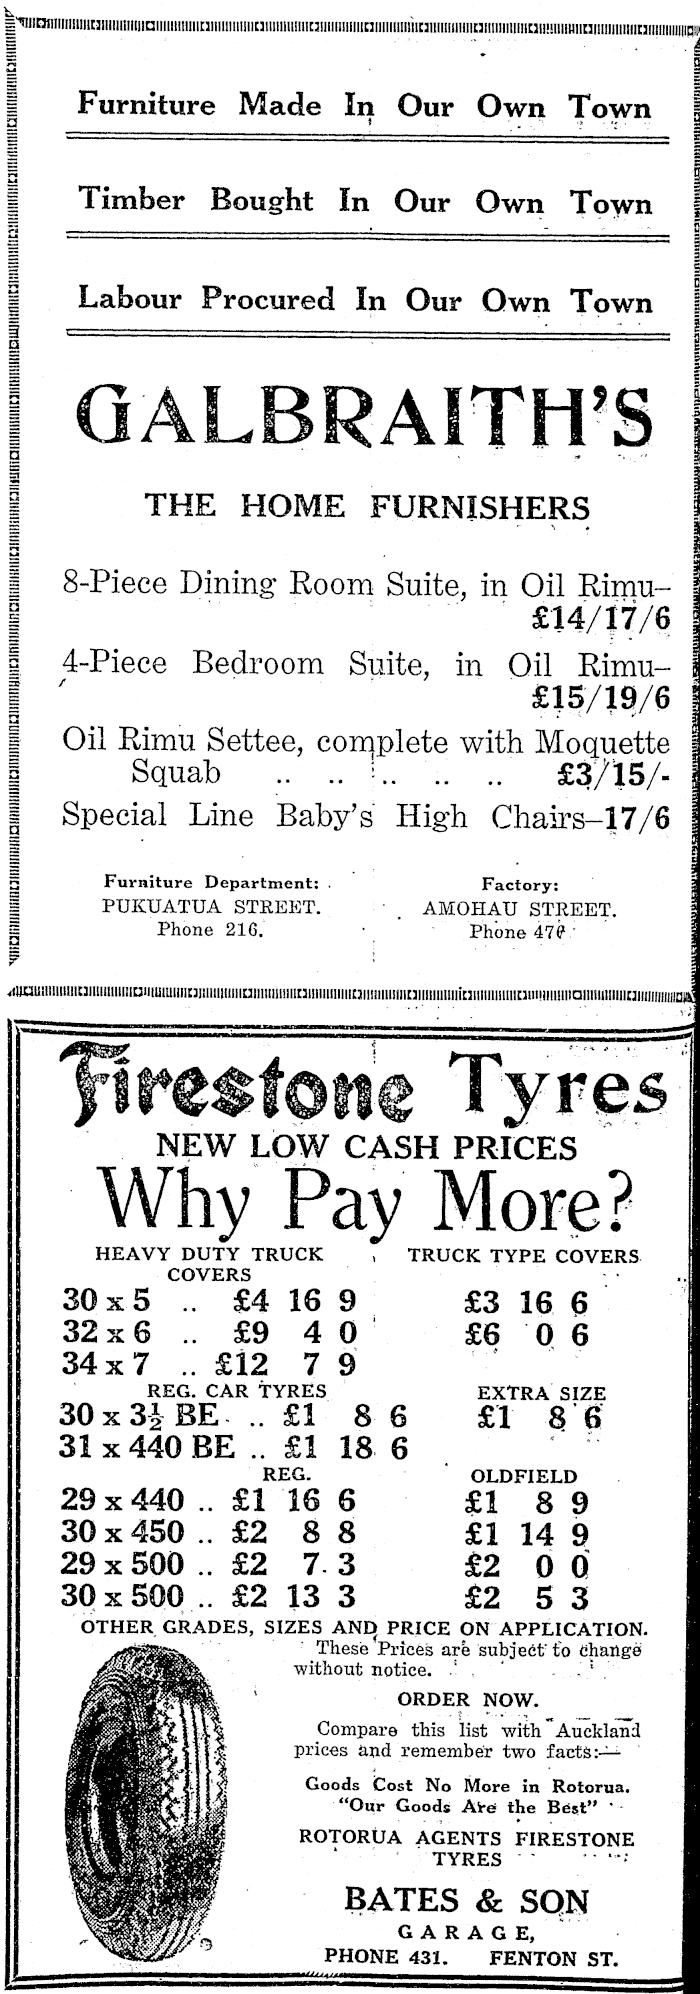 Furniture Made In Our Own Town
Timber Bought In Our Own Town
Labour Procured In Our Own Town
GALBRAITH'S
THE HOME FURNISHERS
8-Piece Dining Room Suite, in Oil Rimu—
£14/17/6
4-Piece Bedroom Suite, in Oil Rimu—
£15/19/6
Oil Rimu Settee, complete with Moquette
Squab .. .. .. .. .. £3/15/-
Special Line Baby's High Chairs—17/6
Furniture Department:
PUKUATUA STREET.
Phone 216.
Factory:
AMOHAU STREET.
Phone
Firestone Tyres
NEW LOW CASH PRICES
Why Pay More?
HEAVY DUTY TRUCK COVERS
TRUCK TYPE COVERS
30 x 5 .. £4 16 9 £3 16 6
32 x 6 .. £9 4 0 £6 0 6
34 x 7 .. £12 7 9
REG. CAR TYRES EXTRA SIZE
30 x 3½ BE .. £1 8 6 £1 8 6
31 x 440 BE .. £1 18 6
REG. OLDFIELD
29 x 440 .. £1 16 6 £1 8 9
30 x 450 .. £2 8 8 £1 14 9
29 x 500 .. £2 7 3 £2 0 0
30 x 500 .. £2 13 3 £2 5 3
OTHER GRADES, SIZES AND PRICE ON APPLICATION.
These Prices are subject to change
without notice.
ORDER NOW.
Compare this list with Auckland
prices and remember two facts:—
Goods Cost No More in Rotorua.
"Our Goods Are the Best"
ROTORUA AGENTS FIRESTONE
TYRES
BATES & SON
GARAGE,
PHONE 431. FENTON ST.